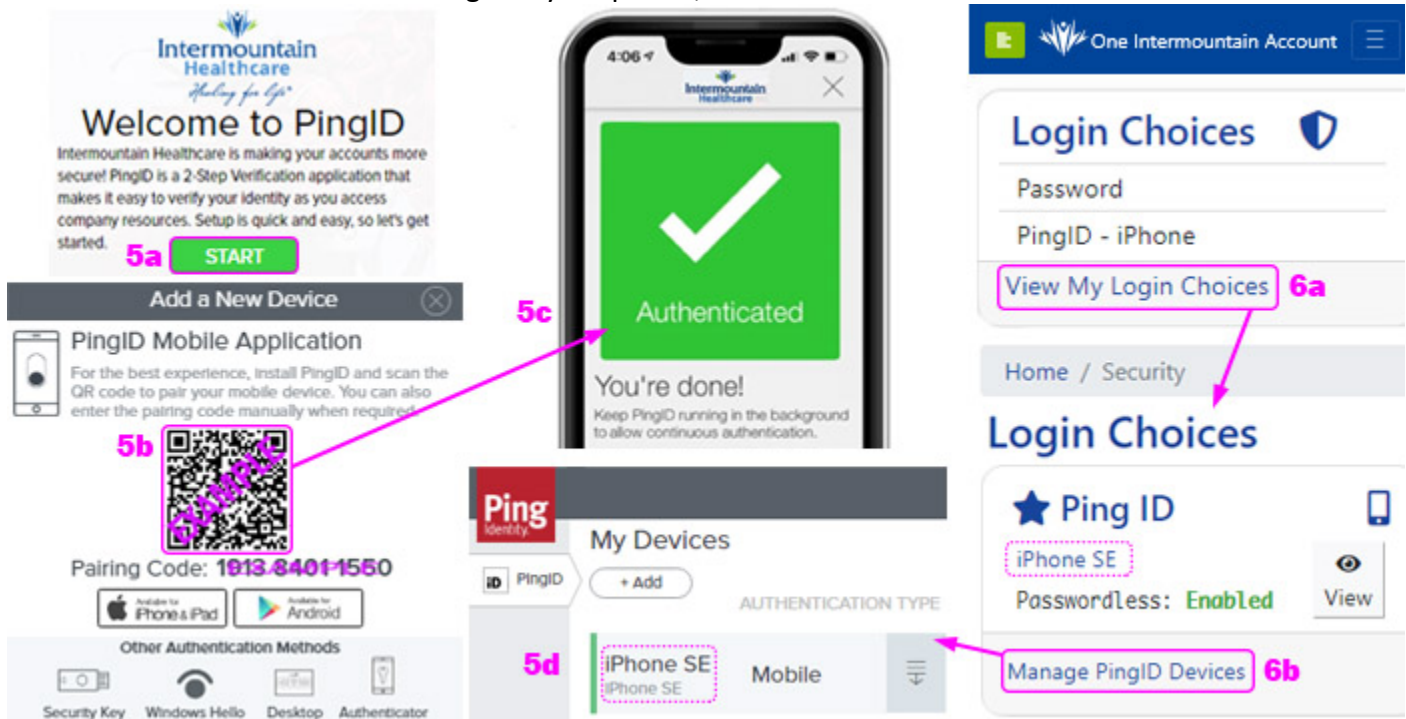 Intermountain
Healthcare
Healing for life®
Welcome to PingID
Intermountain Healthcare is making your accounts more
secure! PingID is a 2-Step Verification application that
makes it easy to verify your identity as you access
company resources. Setup is quick and easy, so let's get
started.
5a
START
Add a New Device
PingID Mobile Application
For the best experience, install PingID and scan the
QR code to pair your mobile device. You can also
enter the pairing code manually when required
5b
EXAMPLE
Pairing Code: 1913 8401 1550
Available for
iPhone & iPad
Available for
Android
Other Authentication Methods
Security Key
Windows Hello
Desktop
Authenticator
5c
4:06
Intermountain
Healthcare
Authenticated
You're done!
Keep PingID running in the background
to allow continuous authentication.
Ping
Identity.
iD PingID
My Devices
+ Add
AUTHENTICATION TYPE
5d
iPhone SE
iPhone SE
Mobile
One Intermountain Account
Login Choices
Password
PingID - iPhone
View My Login Choices
6a
Home / Security
Login Choices
Ping ID
iPhone SE
Passwordless: Enabled
View
Manage PingID Devices
6b